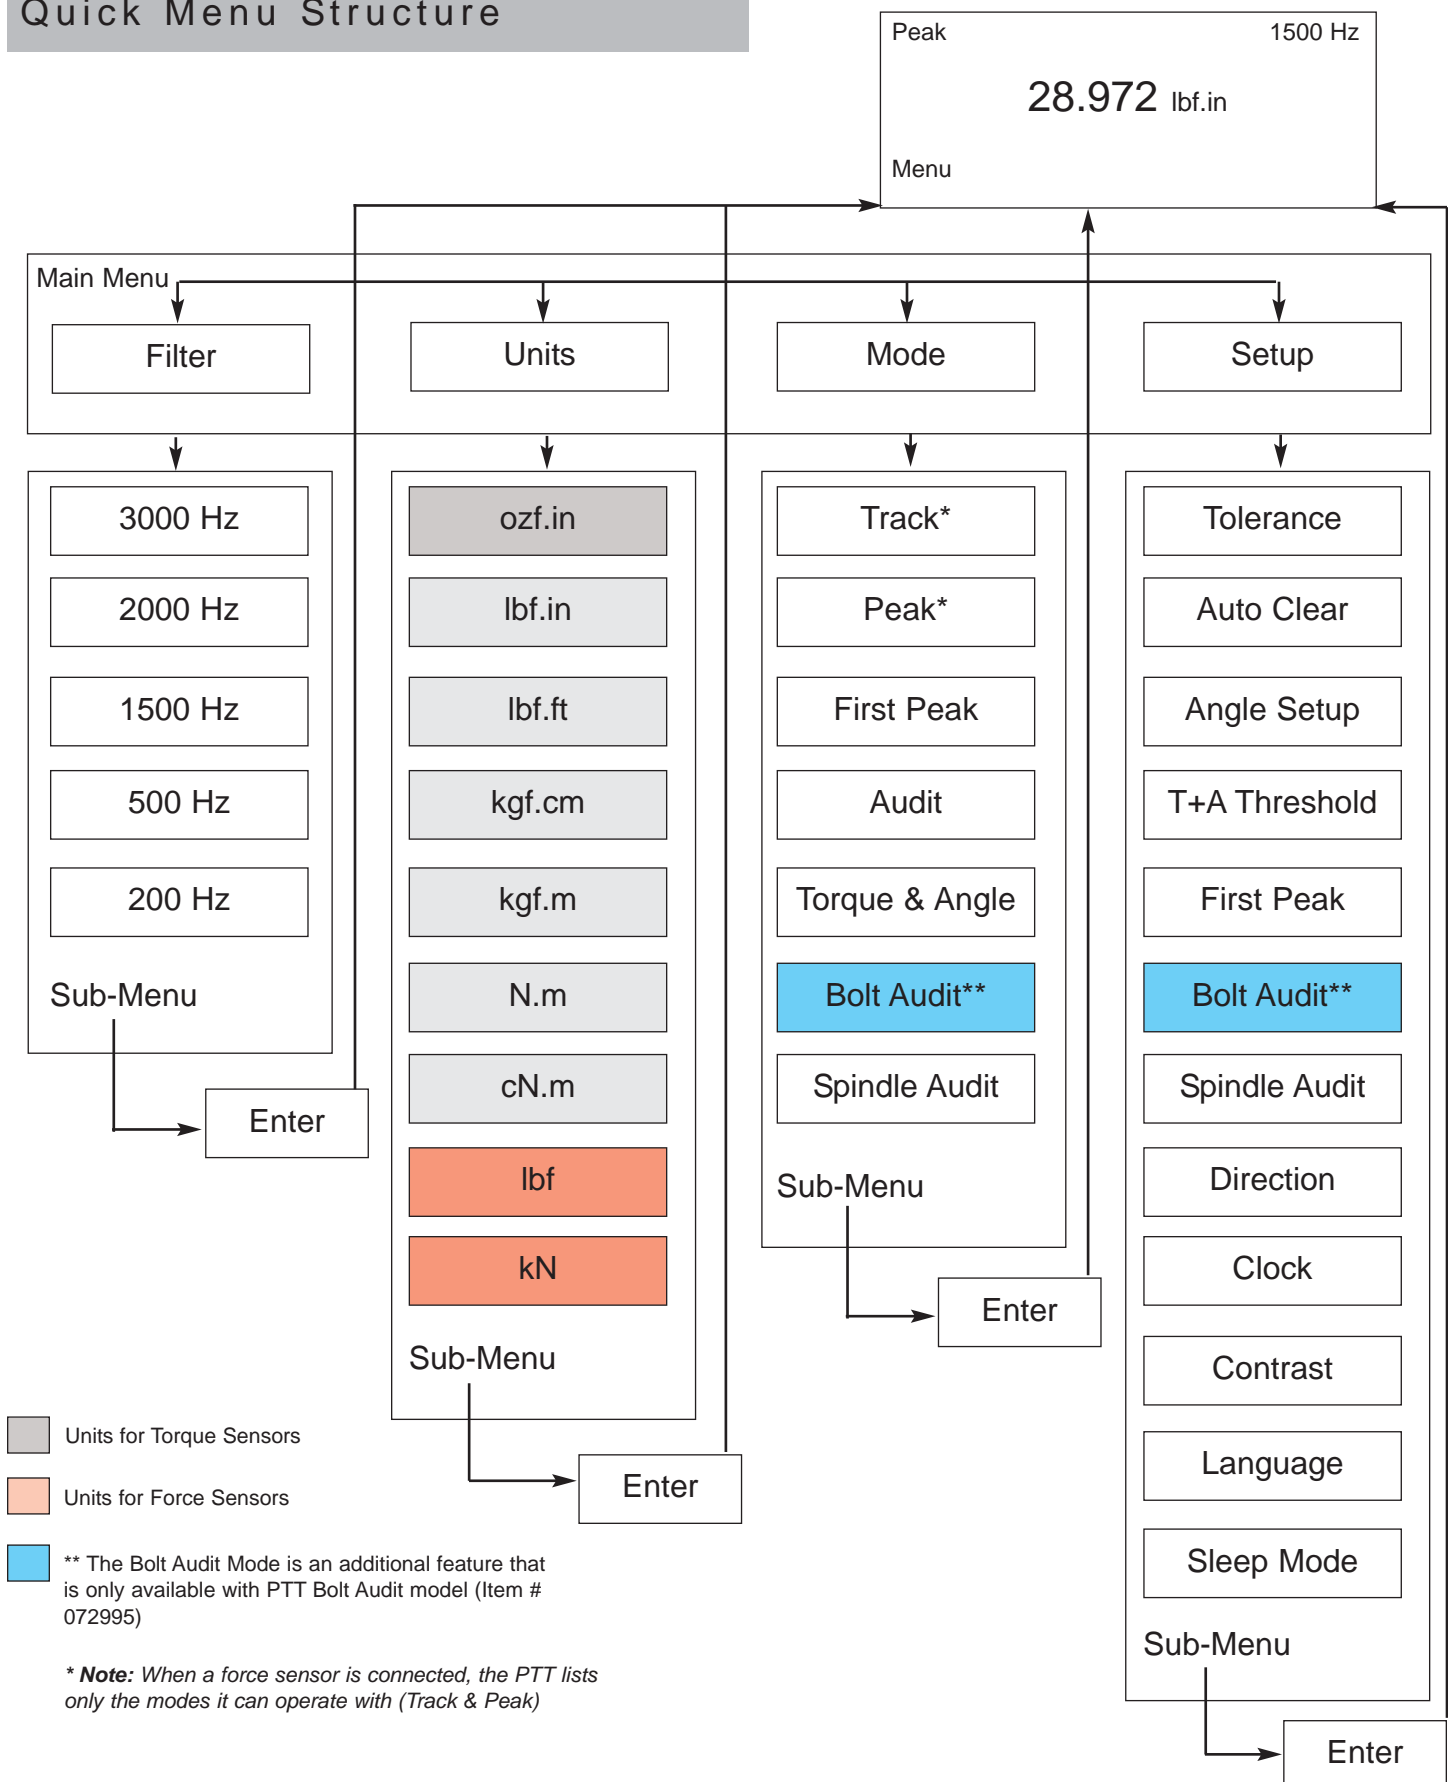 Quick Menu Structure
Peak 1500 Hz
28.972 lbf.in
Menu
Main Menu
Filter
Units
Mode
Setup
3000 Hz
2000 Hz
1500 Hz
500 Hz
200 Hz
Sub-Menu
Enter
ozf.in
lbf.in
lbf.ft
kgf.cm
kgf.m
N.m
cN.m
lbf
kN
Sub-Menu
Enter
Track*
Peak*
First Peak
Audit
Torque & Angle
Bolt Audit**
Spindle Audit
Sub-Menu
Enter
Tolerance
Auto Clear
Angle Setup
T+A Threshold
First Peak
Bolt Audit**
Spindle Audit
Direction
Clock
Contrast
Language
Sleep Mode
Sub-Menu
Enter
Units for Torque Sensors
Units for Force Sensors
** The Bolt Audit Mode is an additional feature that
is only available with PTT Bolt Audit model (Item #
072995)
* Note: When a force sensor is connected, the PTT lists
only the modes it can operate with (Track & Peak)